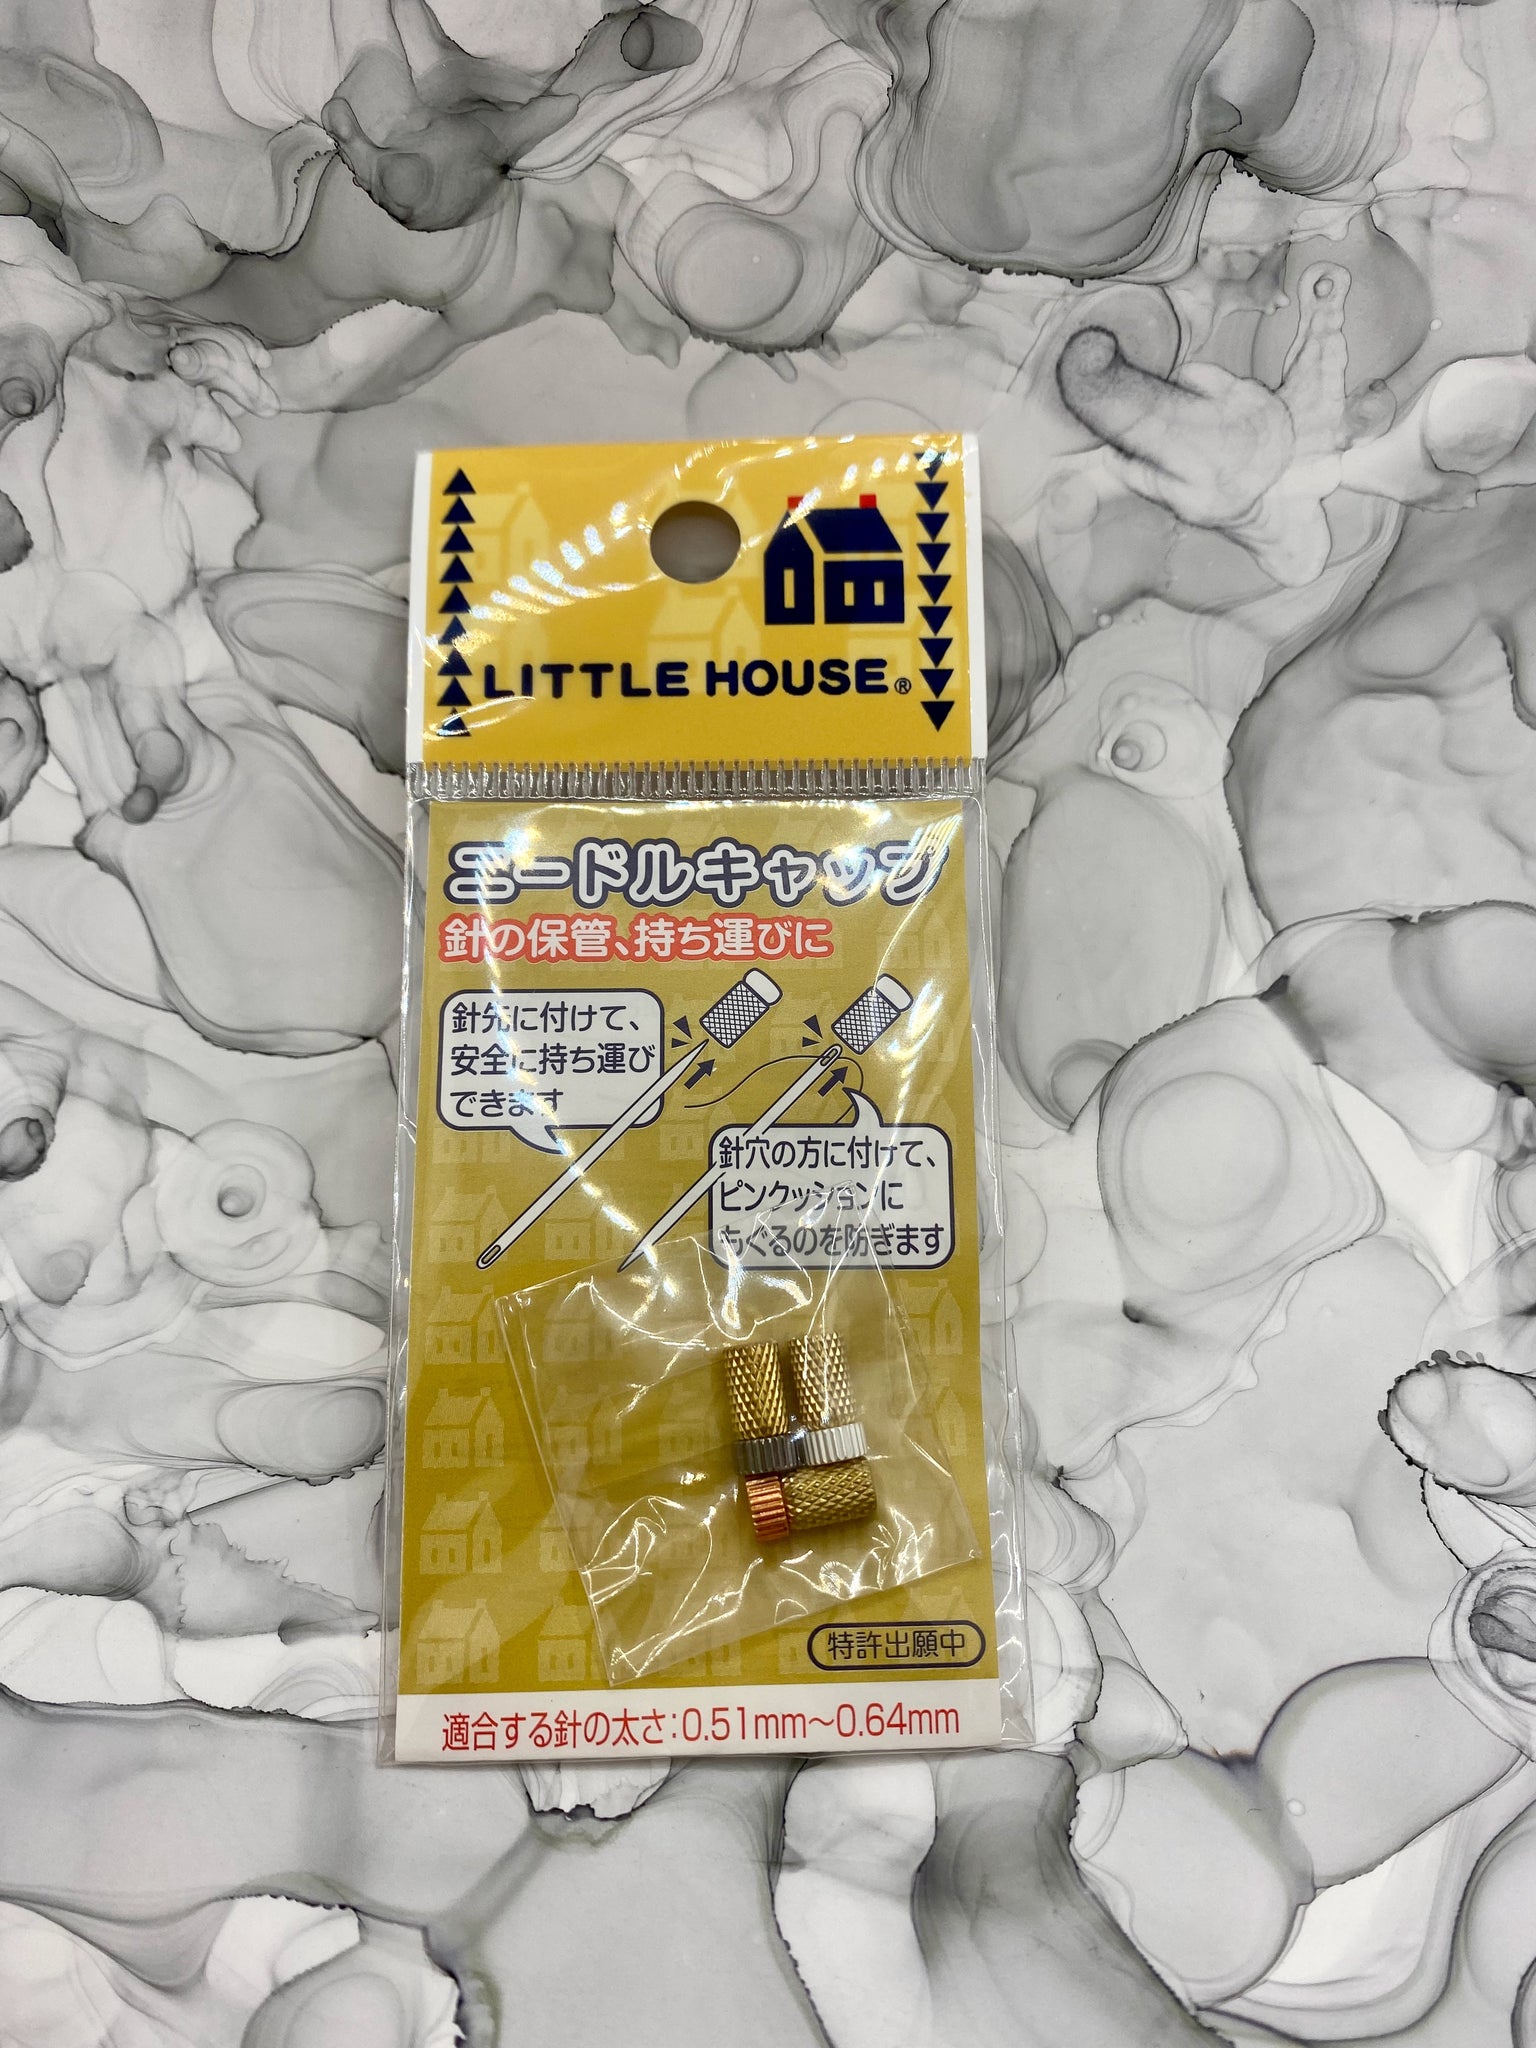 LITTLE HOUSE®
ニードルキャップ
針の保管、持ち運びに
針先に付けて、
安全に持ち運び
できます
針穴の方に付けて、
ピンクッションに
もぐるのを防ぎます
特許出願中
適合する針の太さ:0.51mm～0.64mm